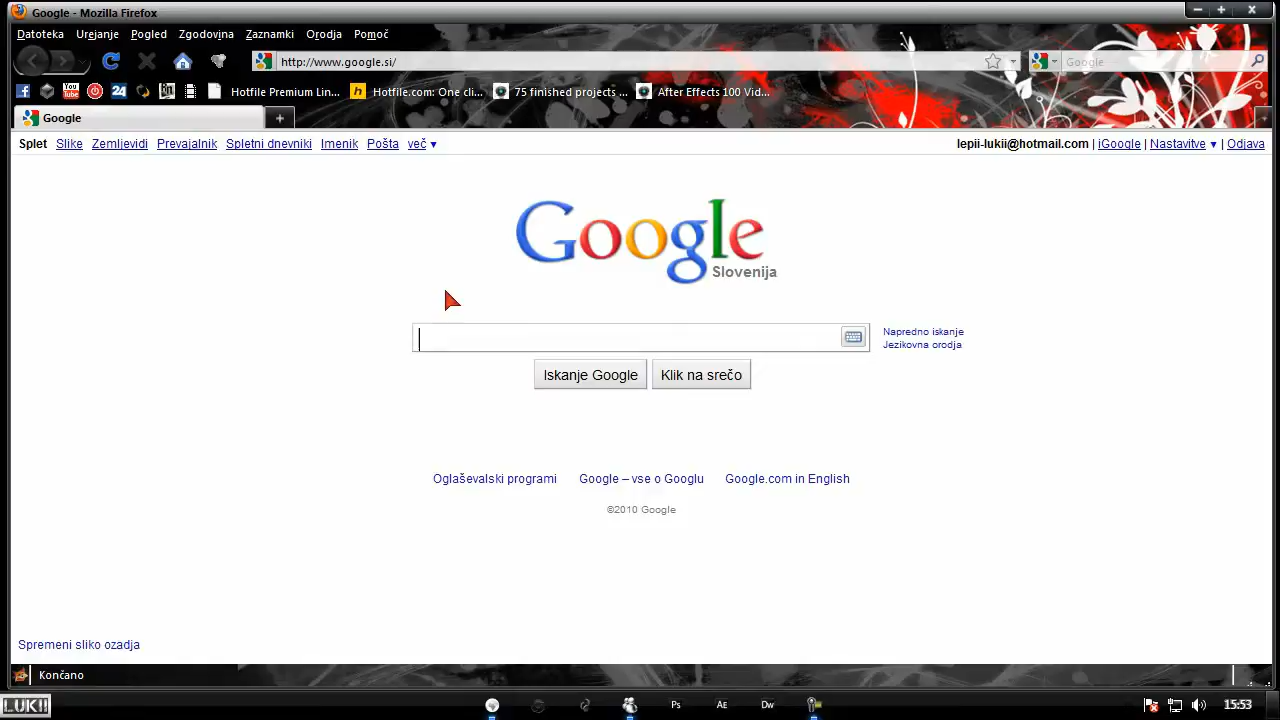 Google - Mozilla Firefox
Datoteka Urejanje Pogled Zgodovina Zaznamki Orodja Pomoč
http://www.google.si/ Google
You Tube 24 Hotfile Premium Lin... h Hotfile.com: One cli... 75 finished projects ... After Effects 100 Vid...
Google +
Splet Slike Zemljevidi Prevajalnik Spletni dnevniki Imenik Pošta več ▼ lepii-lukii@hotmail.com | iGoogle | Nastavitve ▼ | Odjava
Google
Slovenija
Napredno iskanje
Jezikovna orodja
Iskanje Google Klik na srečo
Oglaševalski programi Google – vse o Googlu Google.com in English
©2010 Google
Spremeni sliko ozadja
Končano
LUKII Ps AE Dw 15:53